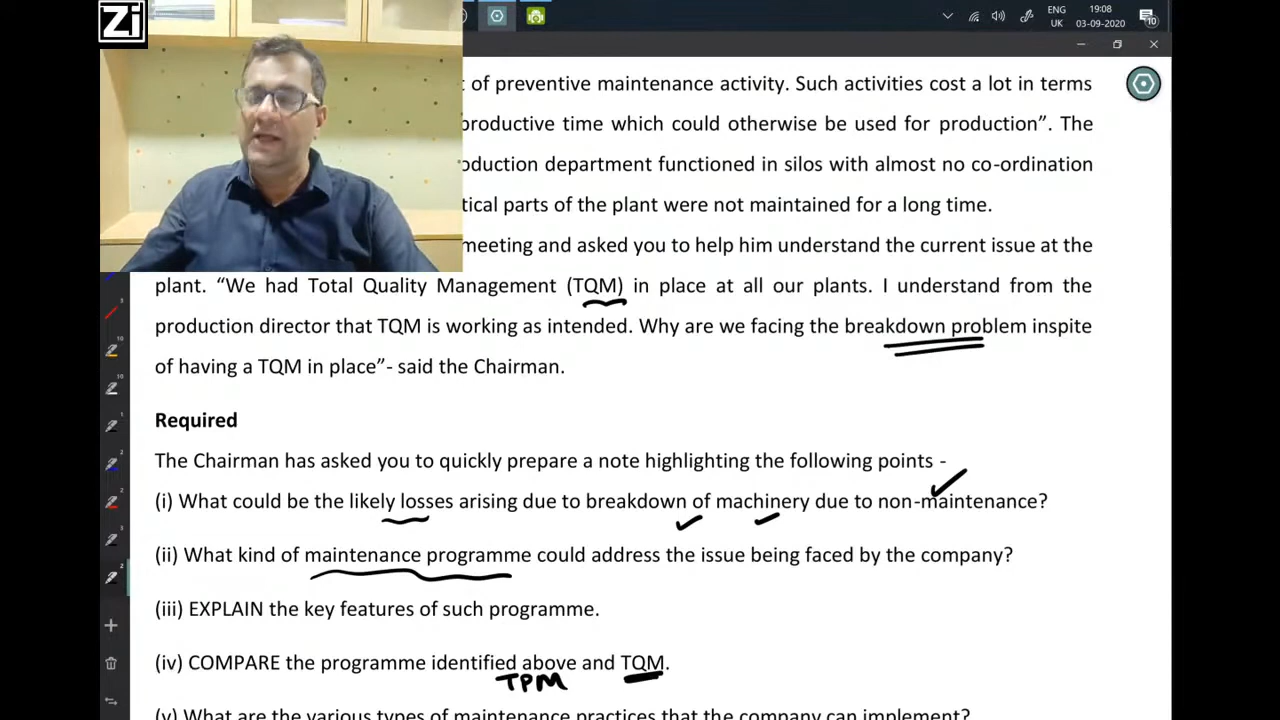 Zi
ENG
UK
19:08
03-09-2020
10
t of preventive maintenance activity. Such activities cost a lot in terms
productive time which could otherwise be used for production”. The
oduction department functioned in silos with almost no co-ordination
tical parts of the plant were not maintained for a long time.
meeting and asked you to help him understand the current issue at the
plant. “We had Total Quality Management (TQM) in place at all our plants. I understand from the
production director that TQM is working as intended. Why are we facing the breakdown problem inspite
of having a TQM in place”- said the Chairman.
Required
The Chairman has asked you to quickly prepare a note highlighting the following points -
(i) What could be the likely losses arising due to breakdown of machinery due to non-maintenance?
(ii) What kind of maintenance programme could address the issue being faced by the company?
(iii) EXPLAIN the key features of such programme.
(iv) COMPARE the programme identified above and TQM.
TPM
(v) What are the various types of maintenance practices that the company can implement?